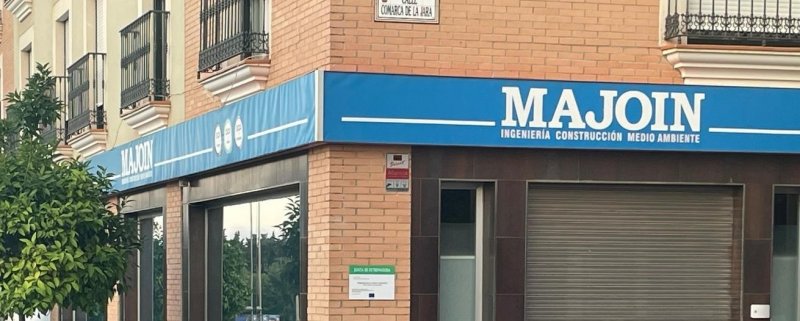 CALLE
COMARCA DE LA JARA
MAJOIN
INGENIERÍA CONSTRUCCIÓN MEDIO AMBIENTE
MAJOIN
JUNTA DE EXTREMADURA